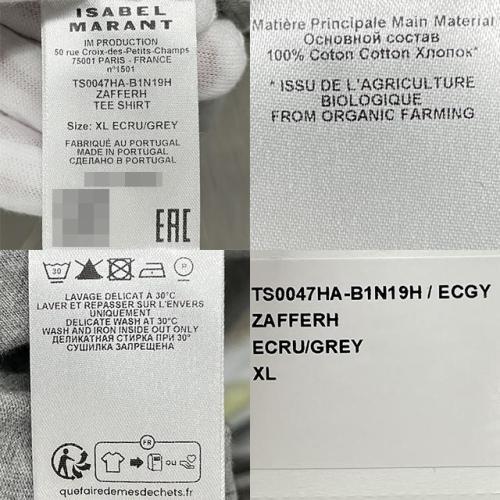 ISABEL
MARANT
IM PRODUCTION
50 rue Croix-des-Petits-Champs
75001 PARIS - FRANCE
n°1501
TS0047HA-B1N19H
ZAFFERH
TEE SHIRT
Size: XL ECRU/GREY
FABRIQUÉ AU PORTUGAL
MADE IN PORTUGAL
СДЕЛАНО В PORTUGAL
EAC
Matière Principale Main Material
Основной состав
100% Coton Cotton Хлопок*
* ISSU DE L'AGRICULTURE
BIOLOGIQUE
FROM ORGANIC FARMING
30
P
LAVAGE DÉLICAT A 30°C
LAVER ET REPASSER SUR L'ENVERS
UNIQUEMENT
DELICATE WASH AT 30°C
WASH AND IRON INSIDE OUT ONLY
ДЕЛИКАТНАЯ СТИРКА ПРИ 30°
СУШИЛКА ЗАПРЕЩЕНА
FR
ou
quefairedemesdechets.fr
TS0047HA-B1N19H / ECGY
ZAFFERH
ECRU/GREY
XL